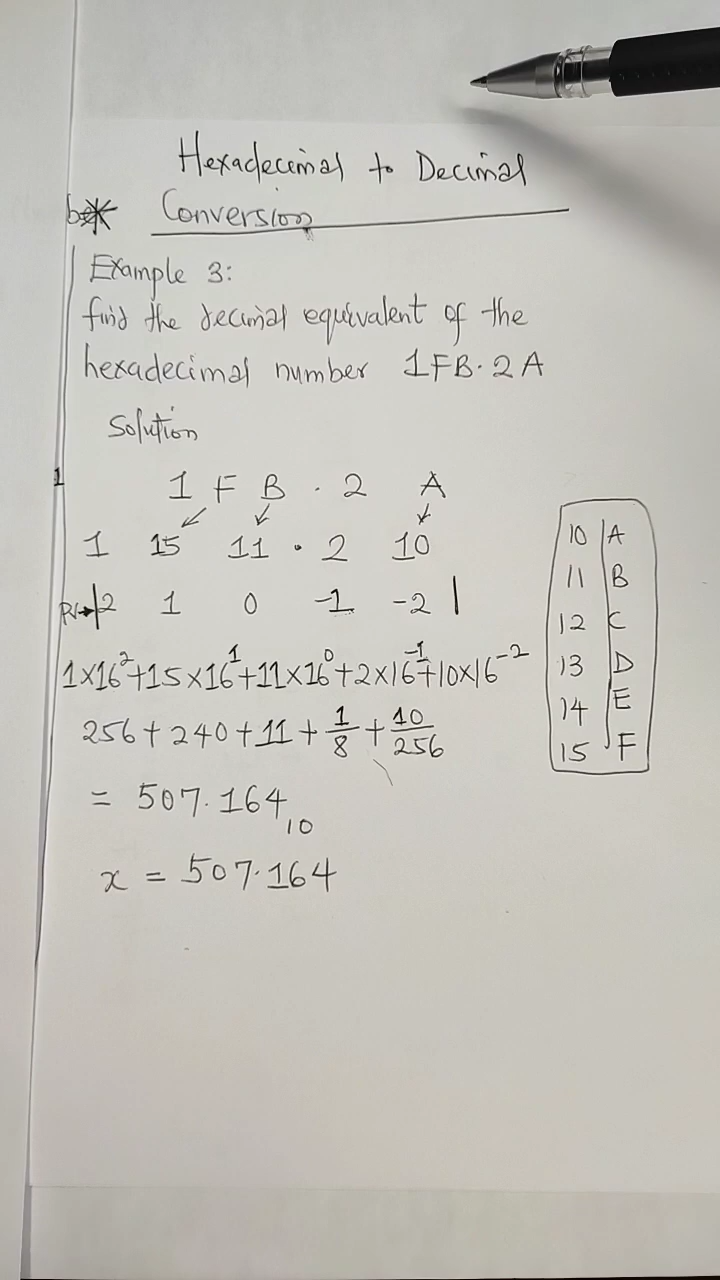 Hexadecimal to Decimal
Conversion
Example 3:
find the decimal equivalent of the
hexadecimal number 1FB.2A
Solution
1
1 F B . 2 A
1 15 11 . 2 10
2 1 0 -1 -2
1×16²+15×16¹+11×16⁰+2×16⁻¹+10×16⁻²
256 + 240 + 11 + 1/8 + 10/256
= 507.164₁₀
x = 507.164
10 A
11 B
12 C
13 D
14 E
15 F